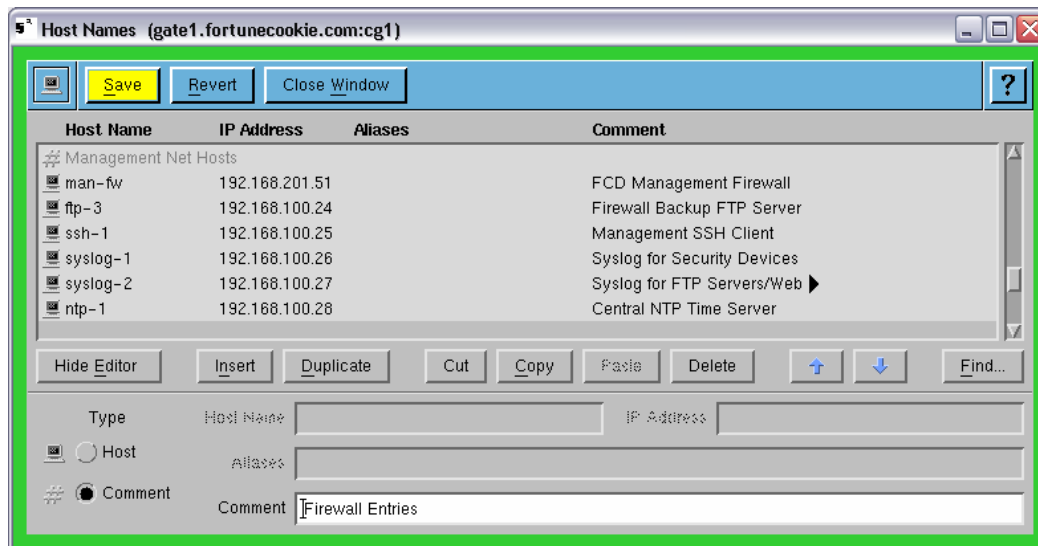 Host Names (gate1.fortunecookie.com:cg1)
Save Revert Close Window ?
Host Name IP Address Aliases Comment
# Management Net Hosts
man-fw 192.168.201.51 FCD Management Firewall
ftp-3 192.168.100.24 Firewall Backup FTP Server
ssh-1 192.168.100.25 Management SSH Client
syslog-1 192.168.100.26 Syslog for Security Devices
syslog-2 192.168.100.27 Syslog for FTP Servers/Web
ntp-1 192.168.100.28 Central NTP Time Server
Hide Editor Insert Duplicate Cut Copy Paste Delete Find...
Type Host Name IP Address
Host
Aliases
# Comment
Comment Firewall Entries